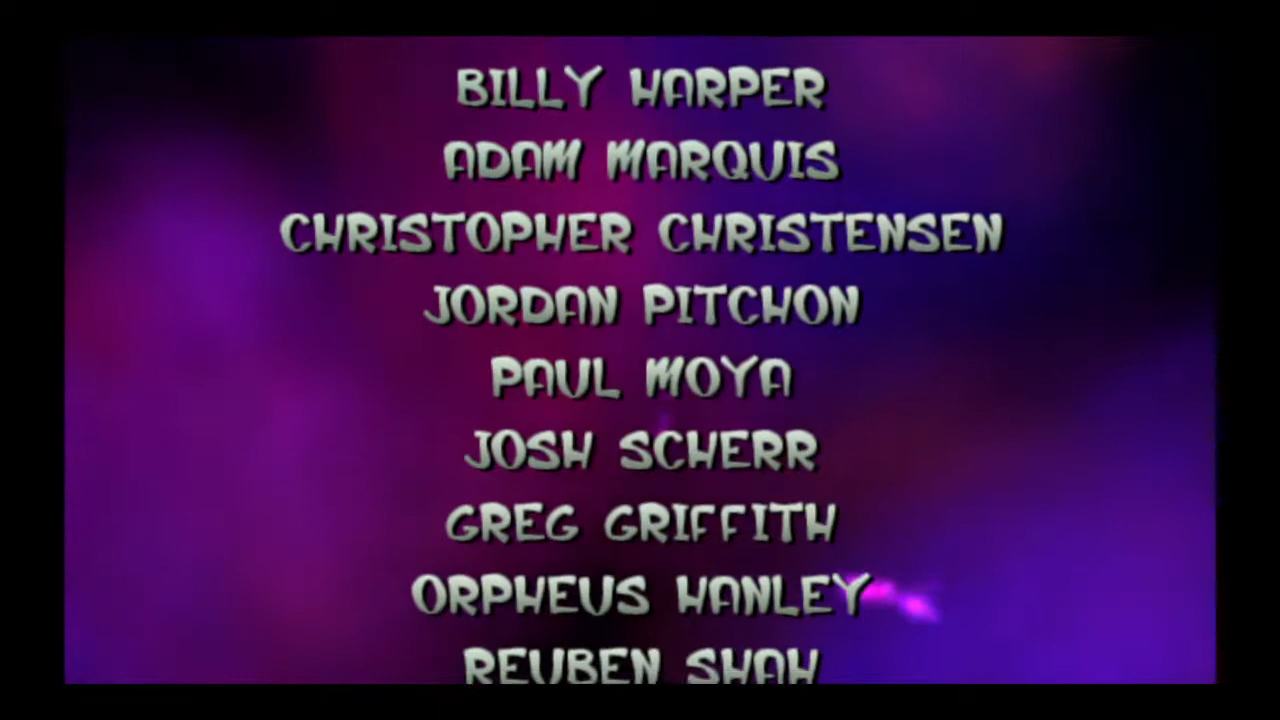 BILLY HARPER
ADAM MARQUIS
CHRISTOPHER CHRISTENSEN
JORDAN PITCHON
PAUL MOYA
JOSH SCHERR
GREG GRIFFITH
ORPHEUS HANLEY
REUBEN SHAH